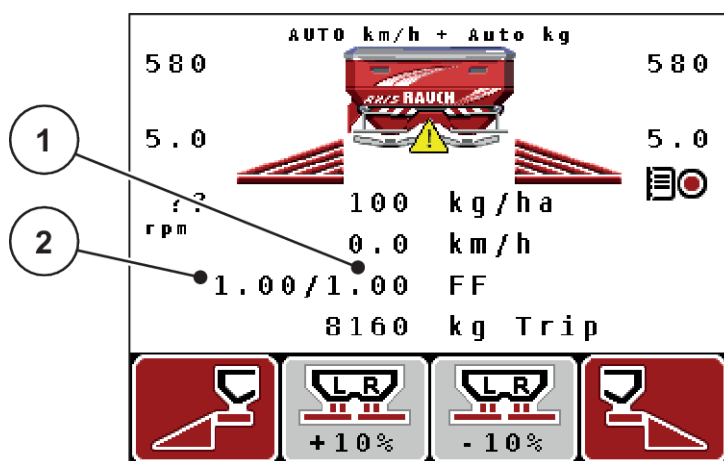 AUTO km/h + Auto kg
580 580
AXIS RAUCH
1
5.0 5.0
?? 100 kg/ha
rpm
2
0.0 km/h
1.00/1.00 FF
8160 kg Trip
L R L R
+10% -10%